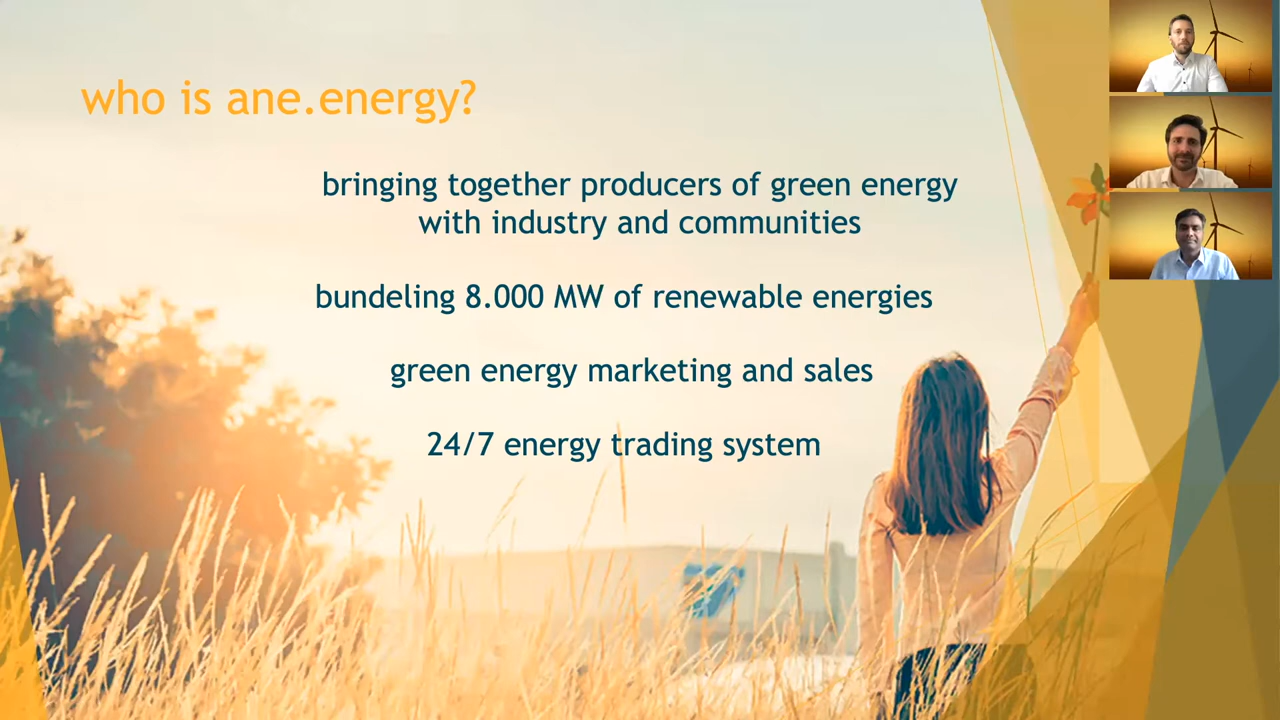 who is ane.energy?
bringing together producers of green energy
with industry and communities
bundeling 8.000 MW of renewable energies
green energy marketing and sales
24/7 energy trading system